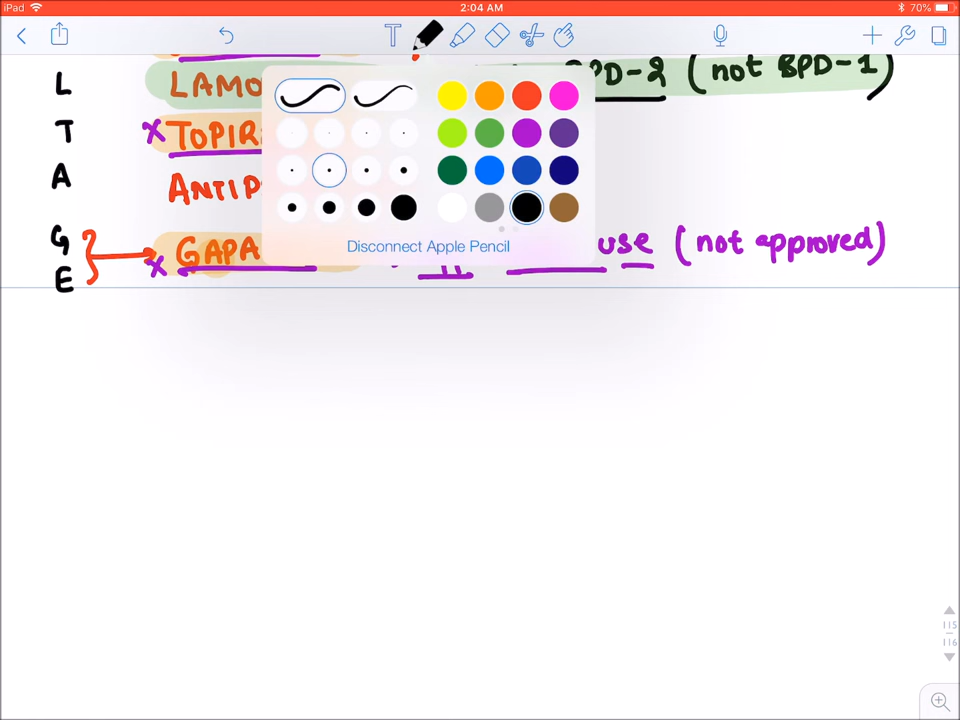 iPad 2:04 AM 70%
L LAMO PD-2 (not BPD-1)
T x TOPIR
A ANTIP
G GAPA use (not approved)
E x
Disconnect Apple Pencil
115
116